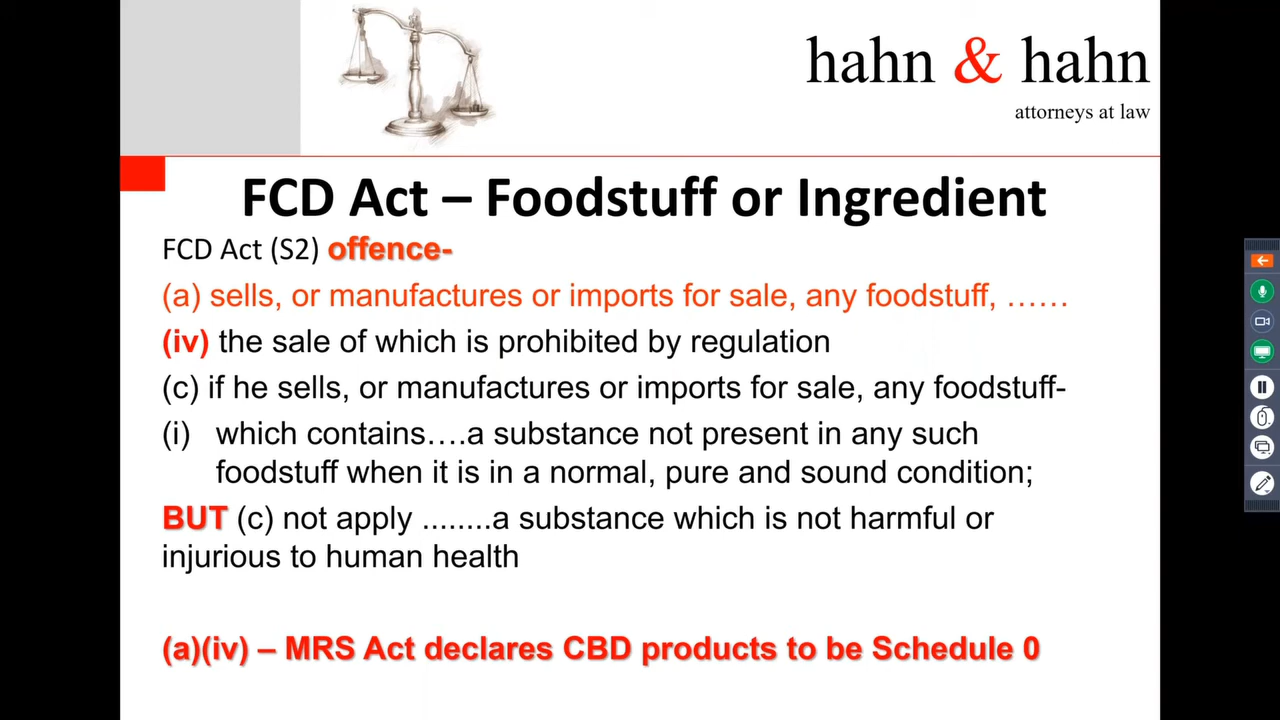 hahn & hahn
attorneys at law
FCD Act – Foodstuff or Ingredient
FCD Act (S2) offence-
(a) sells, or manufactures or imports for sale, any foodstuff, ……
(iv) the sale of which is prohibited by regulation
(c) if he sells, or manufactures or imports for sale, any foodstuff-
(i) which contains….a substance not present in any such
foodstuff when it is in a normal, pure and sound condition;
BUT (c) not apply ........a substance which is not harmful or
injurious to human health
(a)(iv) – MRS Act declares CBD products to be Schedule 0